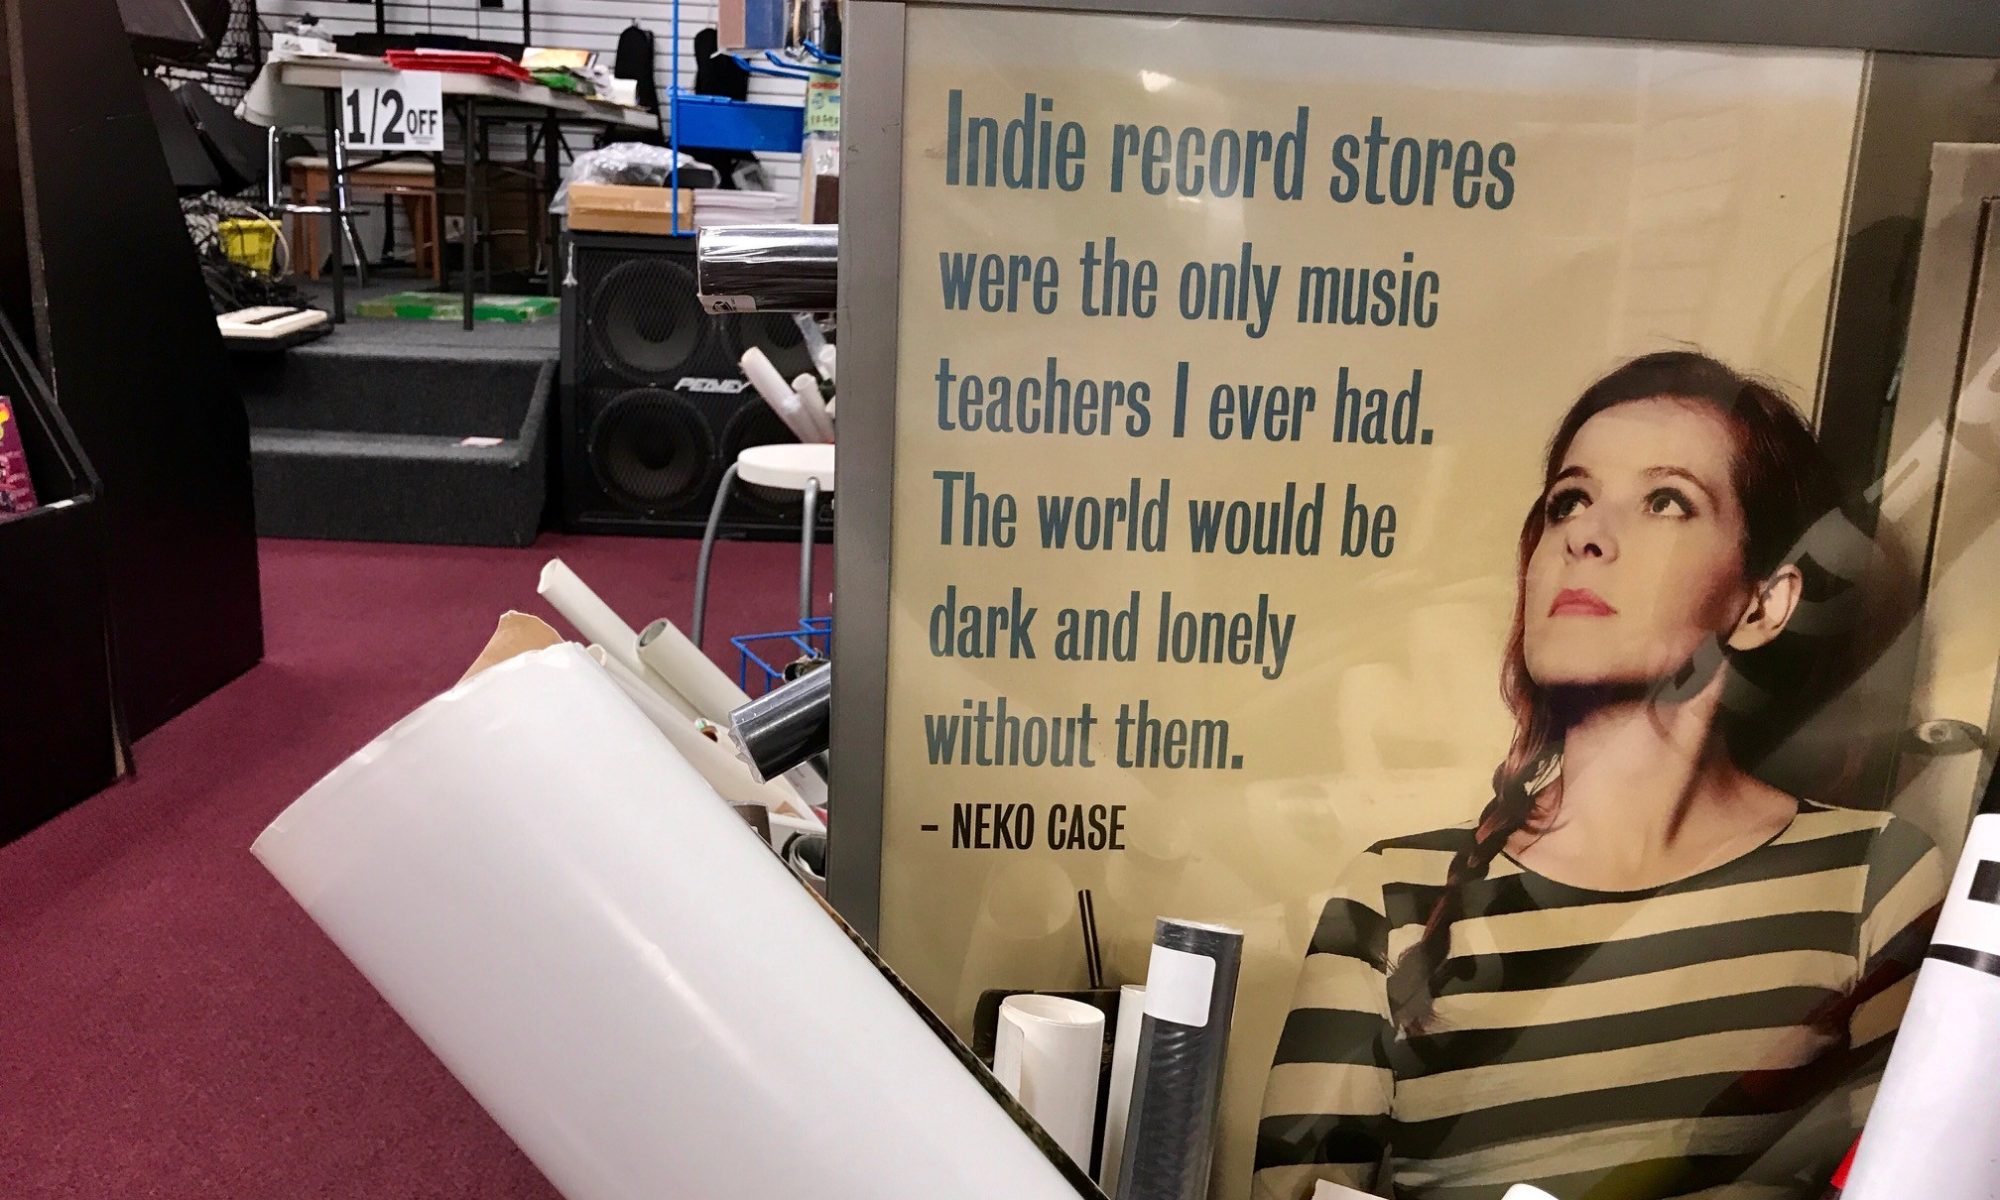 1/2 OFF
PEAVEY
Indie record stores
were the only music
teachers I ever had.
The world would be
dark and lonely
without them.
– NEKO CASE